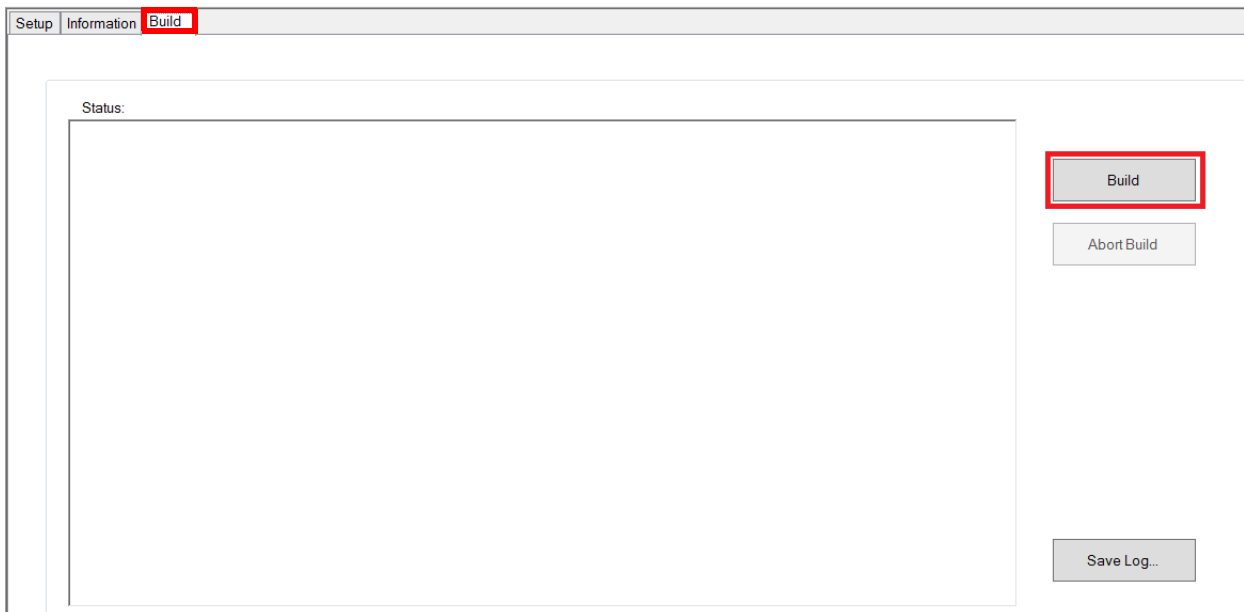 Setup Information Build
Status:
Build
Abort Build
Save Log...